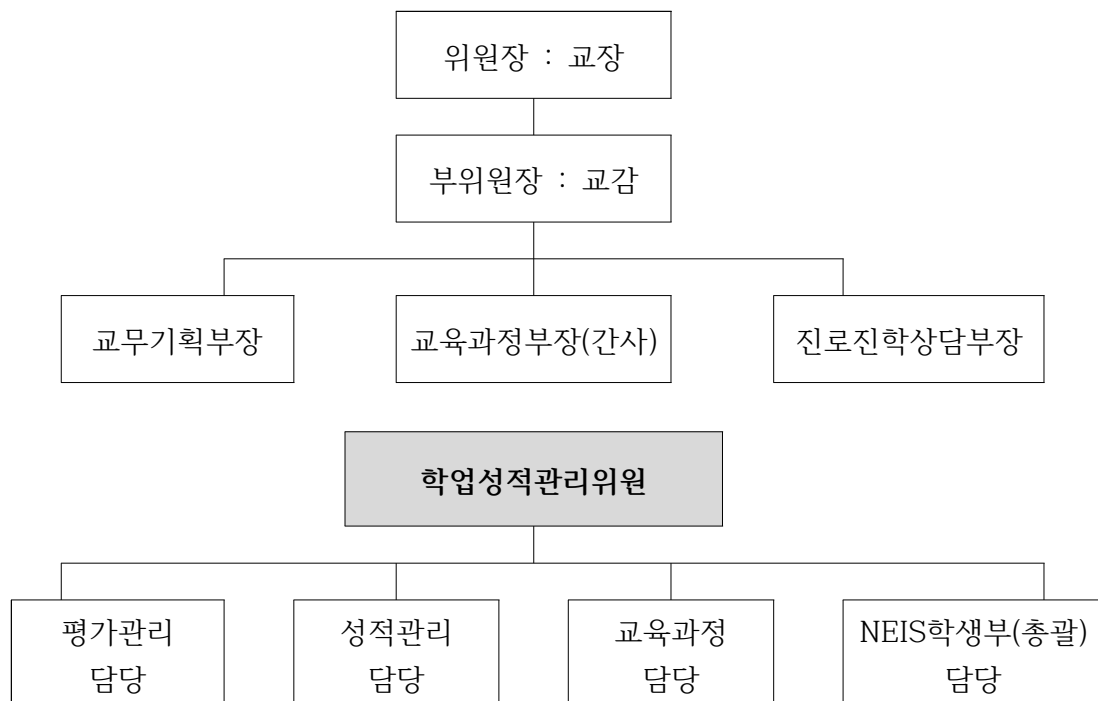 위원장 : 교장
부위원장 : 교감
교무기획부장
교육과정부장(간사)
진로진학상담부장
학업성적관리위원
평가관리
담당
성적관리
담당
교육과정
담당
NEIS학생부(총괄)
담당